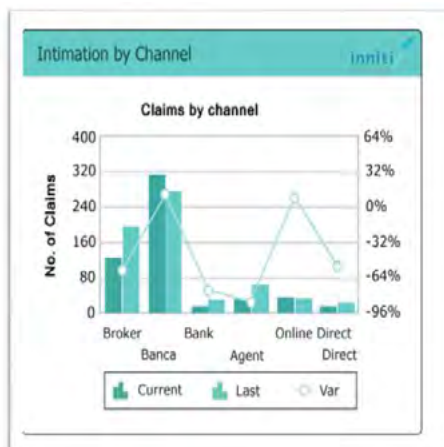 Intimation by Channel
inniti
Claims by channel
No. of Claims
400
320
240
160
80
0
64%
32%
0%
-32%
-64%
-96%
Broker
Banca
Bank
Agent
Online Direct
Direct
Current
Last
Var